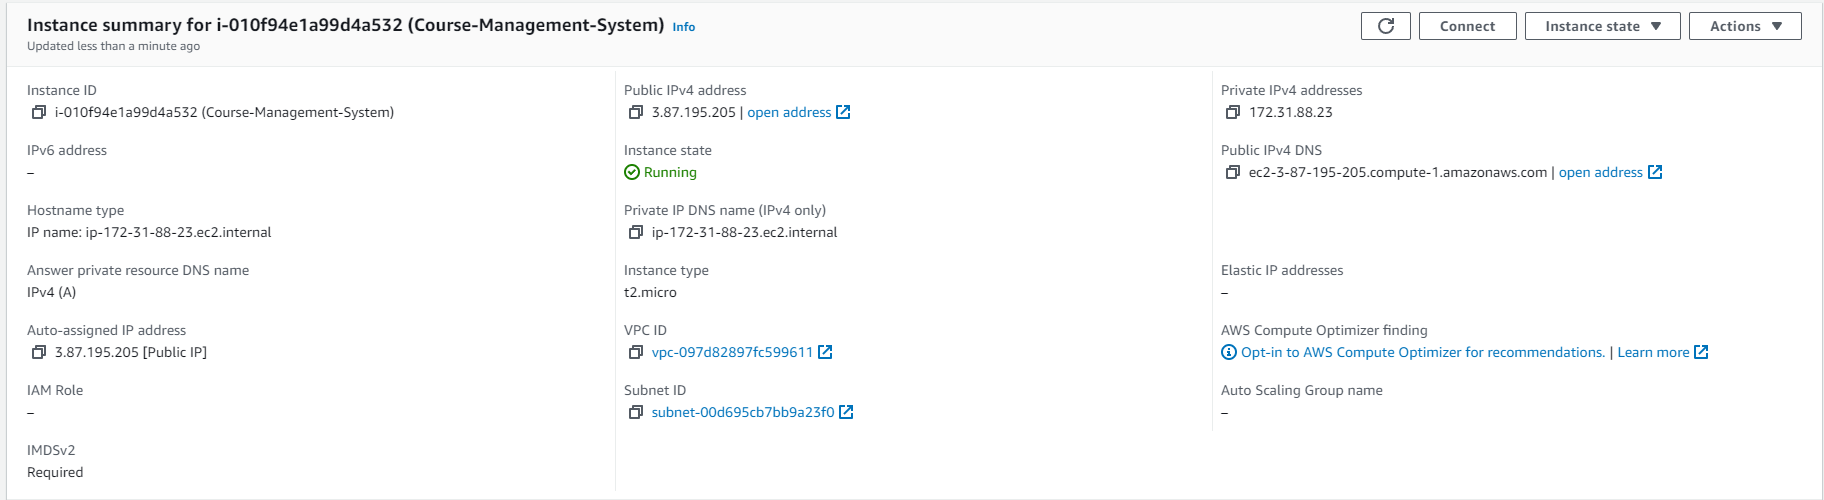 Instance summary for i-010f94e1a99d4a532 (Course-Management-System) Info
Updated less than a minute ago
Connect
Instance state
Actions
Instance ID
i-010f94e1a99d4a532 (Course-Management-System)
Public IPv4 address
3.87.195.205 | open address
Private IPv4 addresses
172.31.88.23
IPv6 address
–
Instance state
Running
Public IPv4 DNS
ec2-3-87-195-205.compute-1.amazonaws.com | open address
Hostname type
IP name: ip-172-31-88-23.ec2.internal
Private IP DNS name (IPv4 only)
ip-172-31-88-23.ec2.internal
Answer private resource DNS name
IPv4 (A)
Instance type
t2.micro
Elastic IP addresses
–
Auto-assigned IP address
3.87.195.205 [Public IP]
VPC ID
vpc-097d82897fc599611
AWS Compute Optimizer finding
Opt-in to AWS Compute Optimizer for recommendations. | Learn more
IAM Role
–
Subnet ID
subnet-00d695cb7bb9a23f0
Auto Scaling Group name
–
IMDSv2
Required